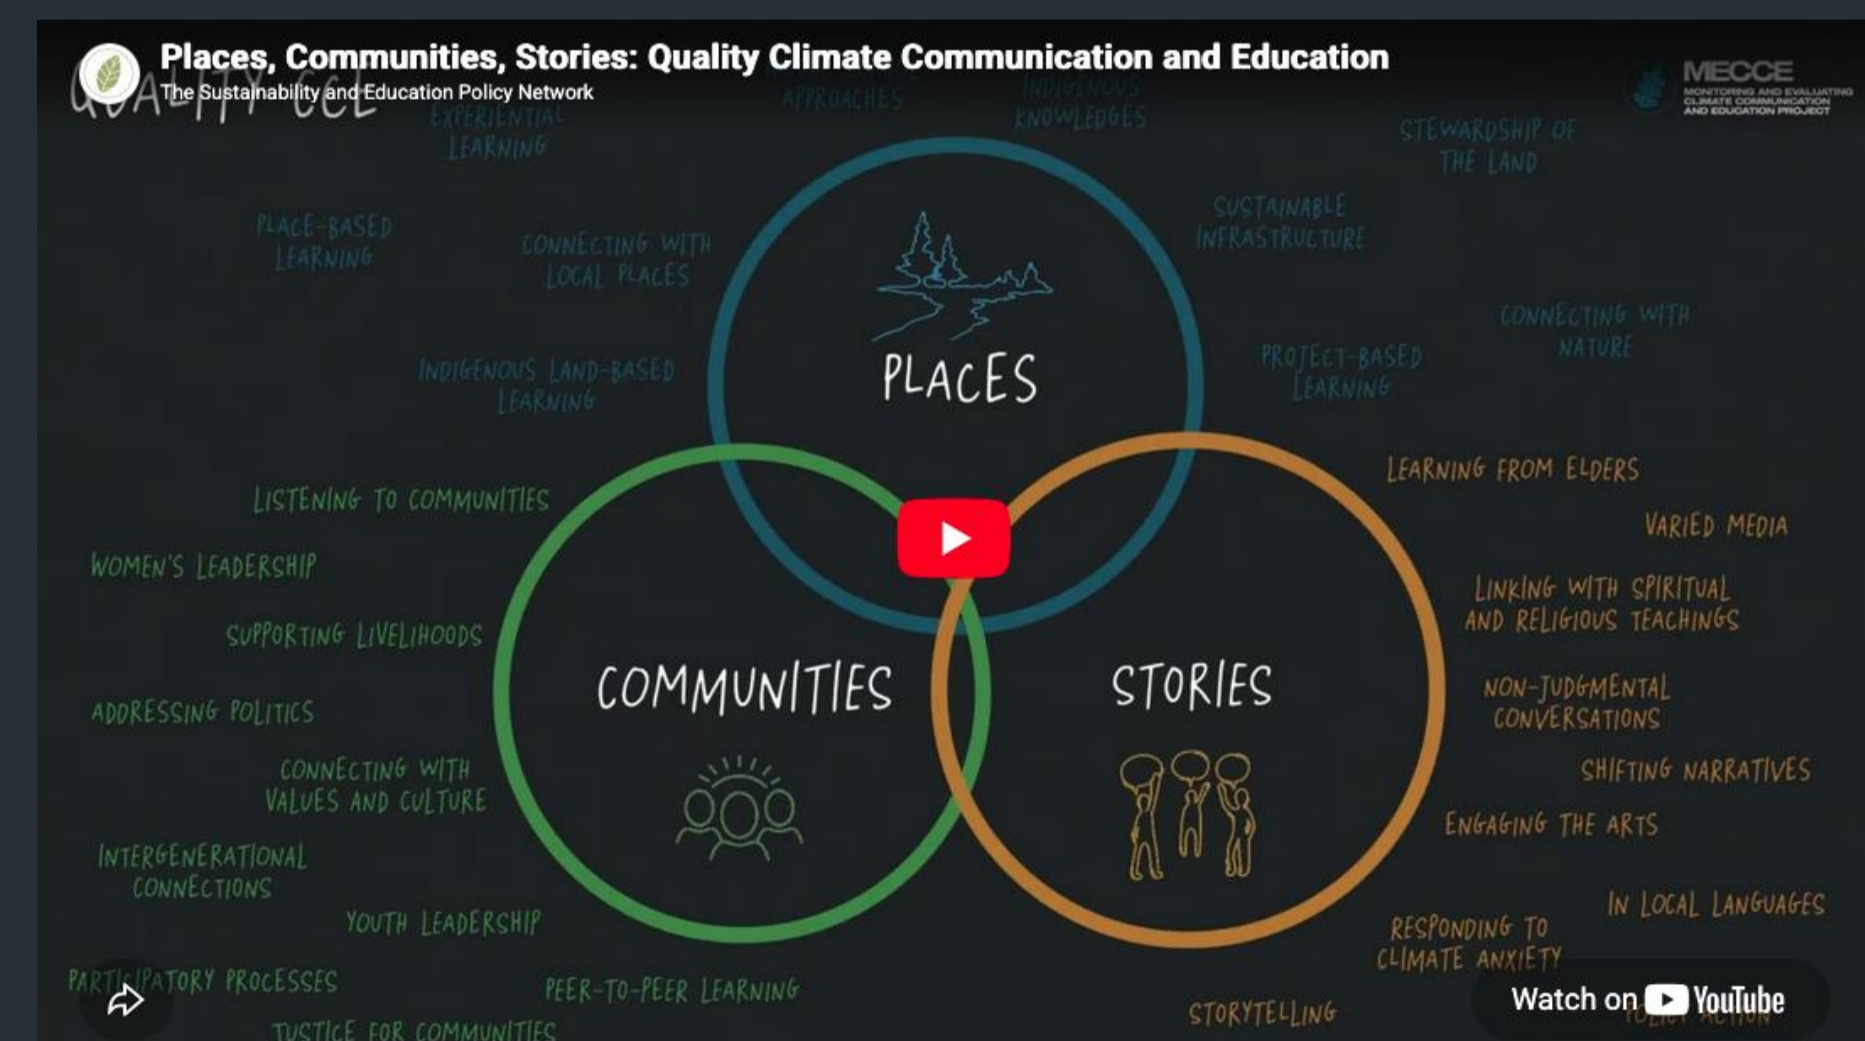 Places, Communities, Stories: Quality Climate Communication and Education
The Sustainability and Education Policy Network
QUALITY CCE
MECCE
MONITORING AND EVALUATING
CLIMATE COMMUNICATION
AND EDUCATION PROJECT
APPROACHES
INDIGENOUS
KNOWLEDGES
EXPERIENTIAL
LEARNING
STEWARDSHIP OF
THE LAND
PLACE-BASED
LEARNING
CONNECTING WITH
LOCAL PLACES
SUSTAINABLE
INFRASTRUCTURE
CONNECTING WITH
NATURE
INDIGENOUS LAND-BASED
LEARNING
PROJECT-BASED
LEARNING
PLACES
LISTENING TO COMMUNITIES
WOMEN'S LEADERSHIP
SUPPORTING LIVELIHOODS
ADDRESSING POLITICS
CONNECTING WITH
VALUES AND CULTURE
INTERGENERATIONAL
CONNECTIONS
YOUTH LEADERSHIP
PARTICIPATORY PROCESSES
PEER-TO-PEER LEARNING
JUSTICE FOR COMMUNITIES
COMMUNITIES
STORIES
LEARNING FROM ELDERS
VARIED MEDIA
LINKING WITH SPIRITUAL
AND RELIGIOUS TEACHINGS
NON-JUDGMENTAL
CONVERSATIONS
SHIFTING NARRATIVES
ENGAGING THE ARTS
IN LOCAL LANGUAGES
RESPONDING TO
CLIMATE ANXIETY
STORYTELLING
POLICY ACTION
Watch on YouTube